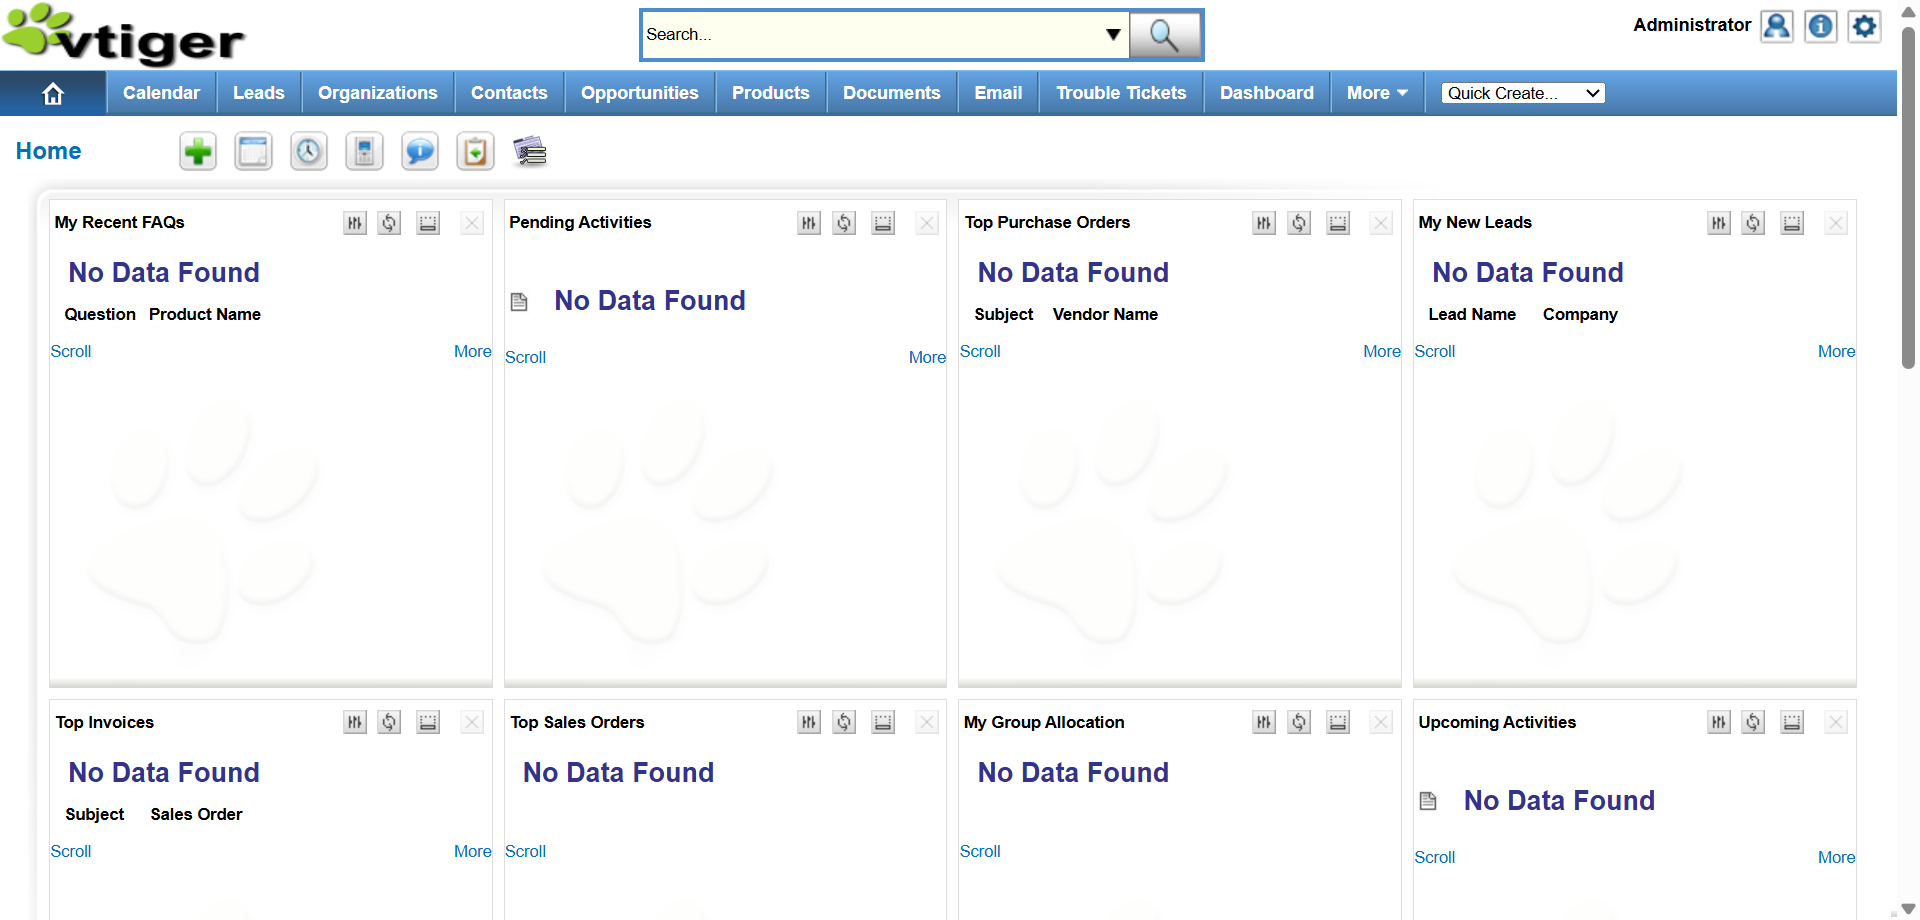 vtiger
Search...
Administrator
Calendar Leads Organizations Contacts Opportunities Products Documents Email Trouble Tickets Dashboard More Quick Create...
Home
My Recent FAQs
No Data Found
Question Product Name
Scroll More
Pending Activities
No Data Found
Scroll More
Top Purchase Orders
No Data Found
Subject Vendor Name
Scroll More
My New Leads
No Data Found
Lead Name Company
Scroll More
Top Invoices
No Data Found
Subject Sales Order
Scroll More
Top Sales Orders
No Data Found
Scroll
My Group Allocation
No Data Found
Scroll
Upcoming Activities
No Data Found
Scroll More